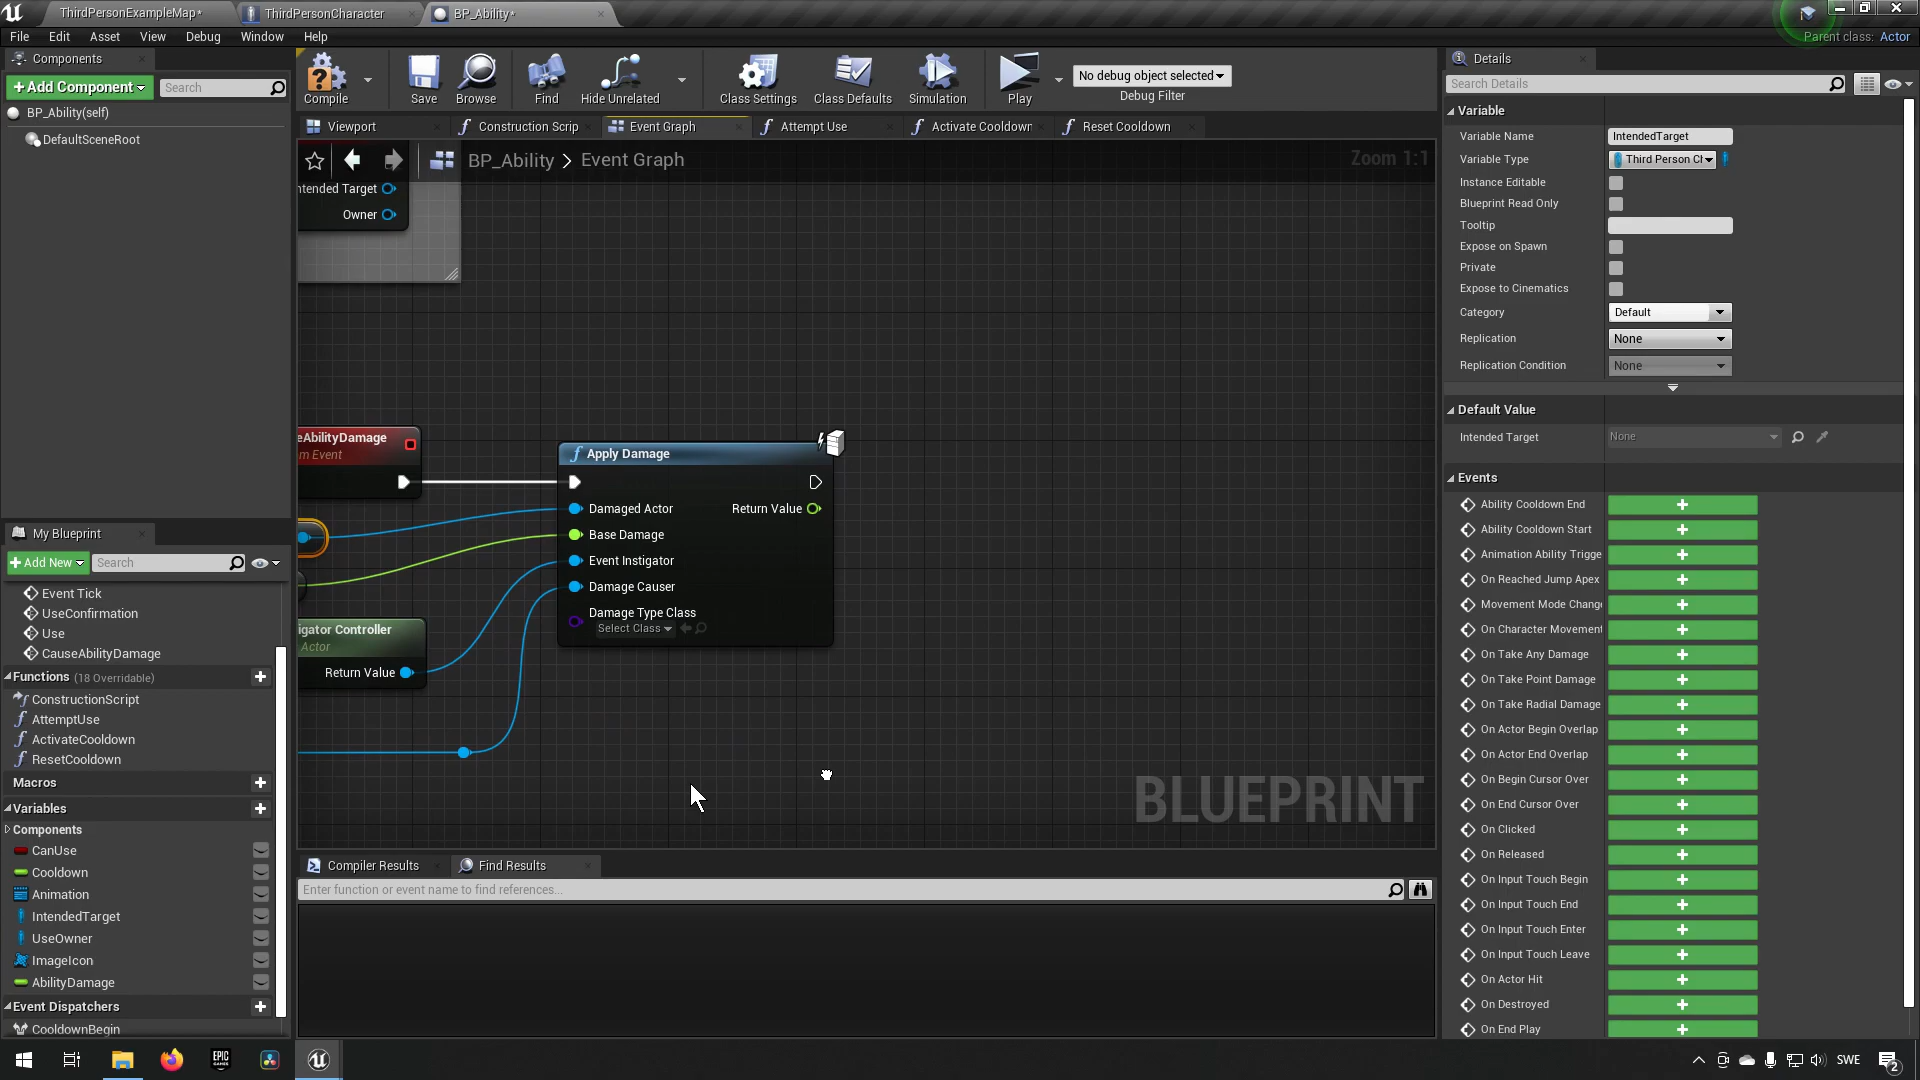 ThirdPersonExampleMap*
ThirdPersonCharacter
BP_Ability*
File
Edit
Asset
View
Debug
Window
Help
Parent class: Actor
Components
+Add Component
Search
BP_Ability(self)
DefaultSceneRoot
Compile
Save
Browse
Find
Hide Unrelated
Class Settings
Class Defaults
Simulation
Play
No debug object selected
Debug Filter
Viewport
Construction Scrip
Event Graph
Attempt Use
Activate Cooldown
Reset Cooldown
BP_Ability > Event Graph
Zoom 1:1
ntended Target
Owner
eAbilityDamage
m Event
Apply Damage
Damaged Actor
Return Value
Base Damage
Event Instigator
Damage Causer
Damage Type Class
Select Class
igator Controller
Actor
Return Value
BLUEPRINT
My Blueprint
+Add New
Search
Event Tick
UseConfirmation
Use
CauseAbilityDamage
Functions (18 Overridable)
ConstructionScript
AttemptUse
ActivateCooldown
ResetCooldown
Macros
Variables
Components
CanUse
Cooldown
Animation
IntendedTarget
UseOwner
ImageIcon
AbilityDamage
Event Dispatchers
CooldownBegin
Compiler Results
Find Results
Enter function or event name to find references...
Details
Search Details
Variable
Variable Name
IntendedTarget
Variable Type
Third Person Cl
Instance Editable
Blueprint Read Only
Tooltip
Expose on Spawn
Private
Expose to Cinematics
Category
Default
Replication
None
Replication Condition
None
Default Value
Intended Target
None
Events
Ability Cooldown End
Ability Cooldown Start
Animation Ability Trigge
On Reached Jump Apex
Movement Mode Change
On Character Movement
On Take Any Damage
On Take Point Damage
On Take Radial Damage
On Actor Begin Overlap
On Actor End Overlap
On Begin Cursor Over
On End Cursor Over
On Clicked
On Released
On Input Touch Begin
On Input Touch End
On Input Touch Enter
On Input Touch Leave
On Actor Hit
On Destroyed
On End Play
EPIC
GAMES
SWE
2